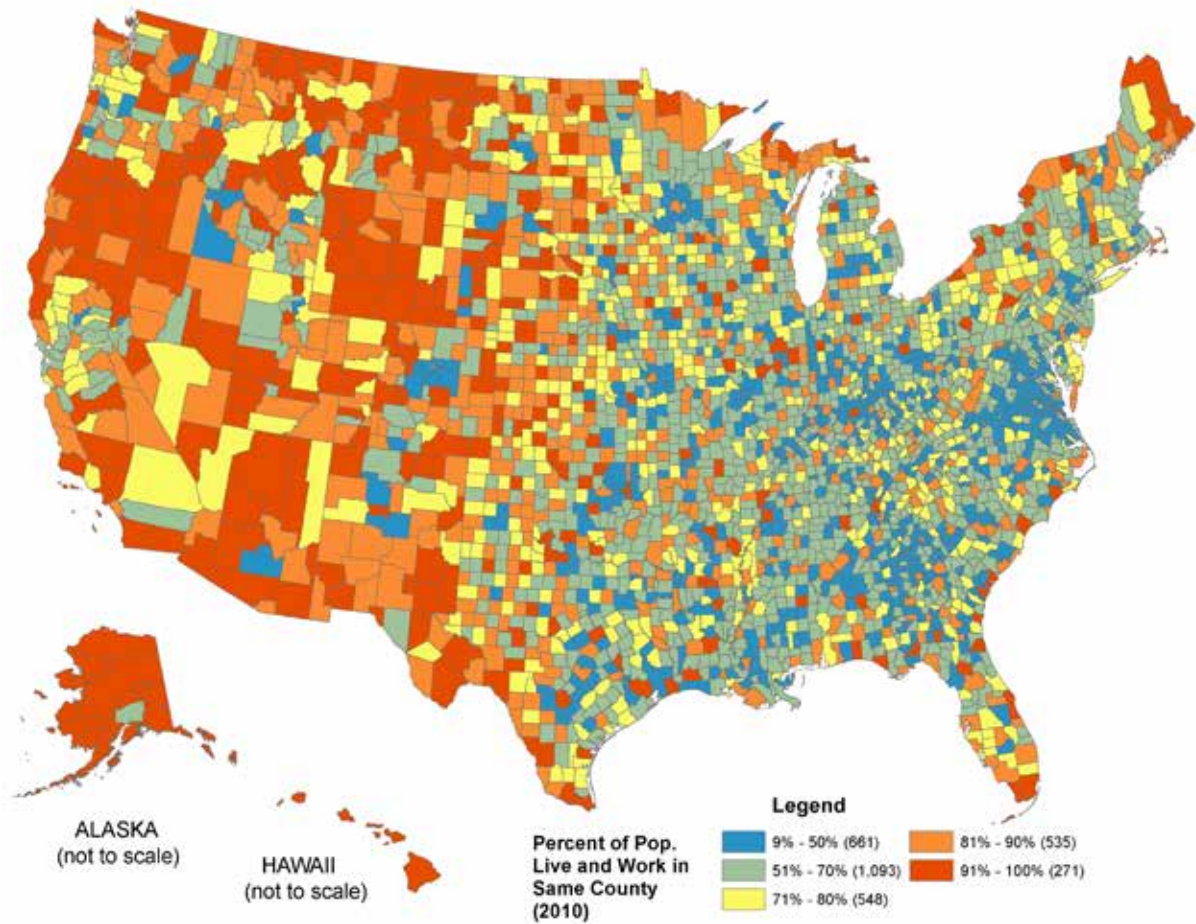 ALASKA
(not to scale)
HAWAII
(not to scale)
Percent of Pop.
Live and Work in
Same County
(2010)
Legend
9% - 50% (661)
51% - 70% (1,093)
71% - 80% (548)
81% - 90% (535)
91% - 100% (271)